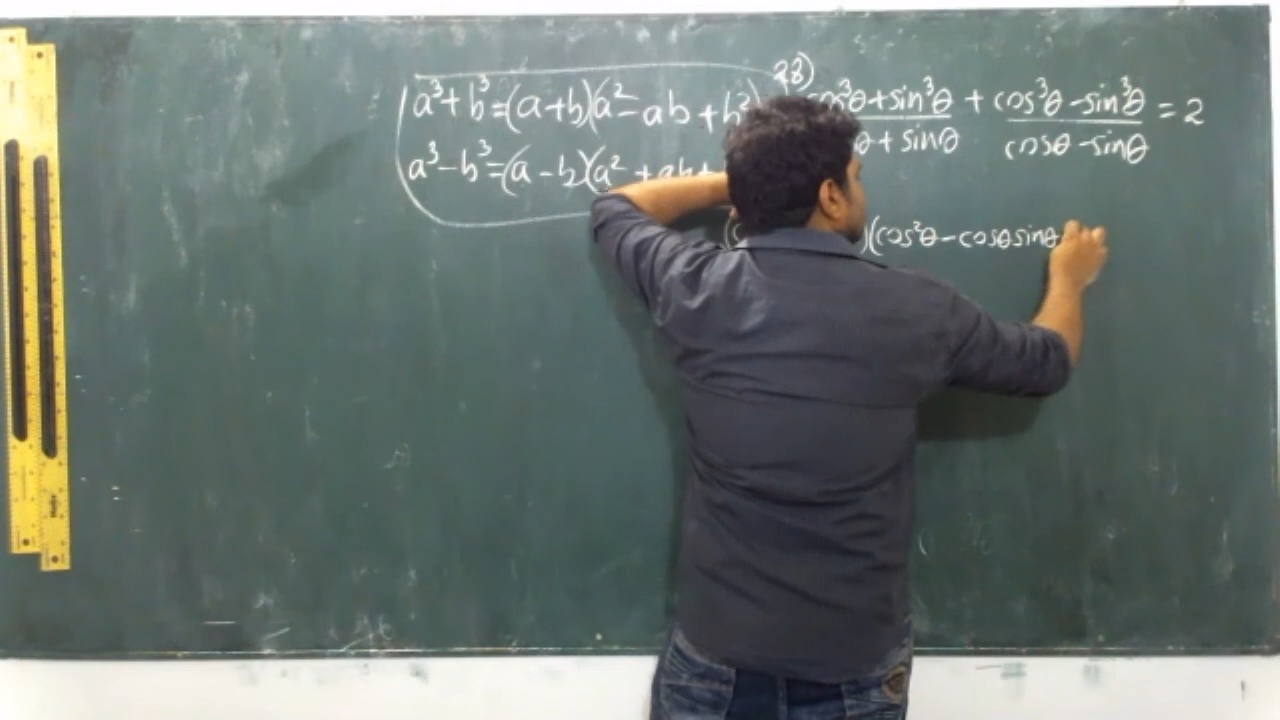 a³+b³=(a+b)(a²-ab+b²)
a³-b³=(a-b)(a²+ab+
28)
cos³θ+sin³θ + cos³θ-sin³θ = 2
θ+sinθ cosθ-sinθ
)(cos²θ-cosθsinθ